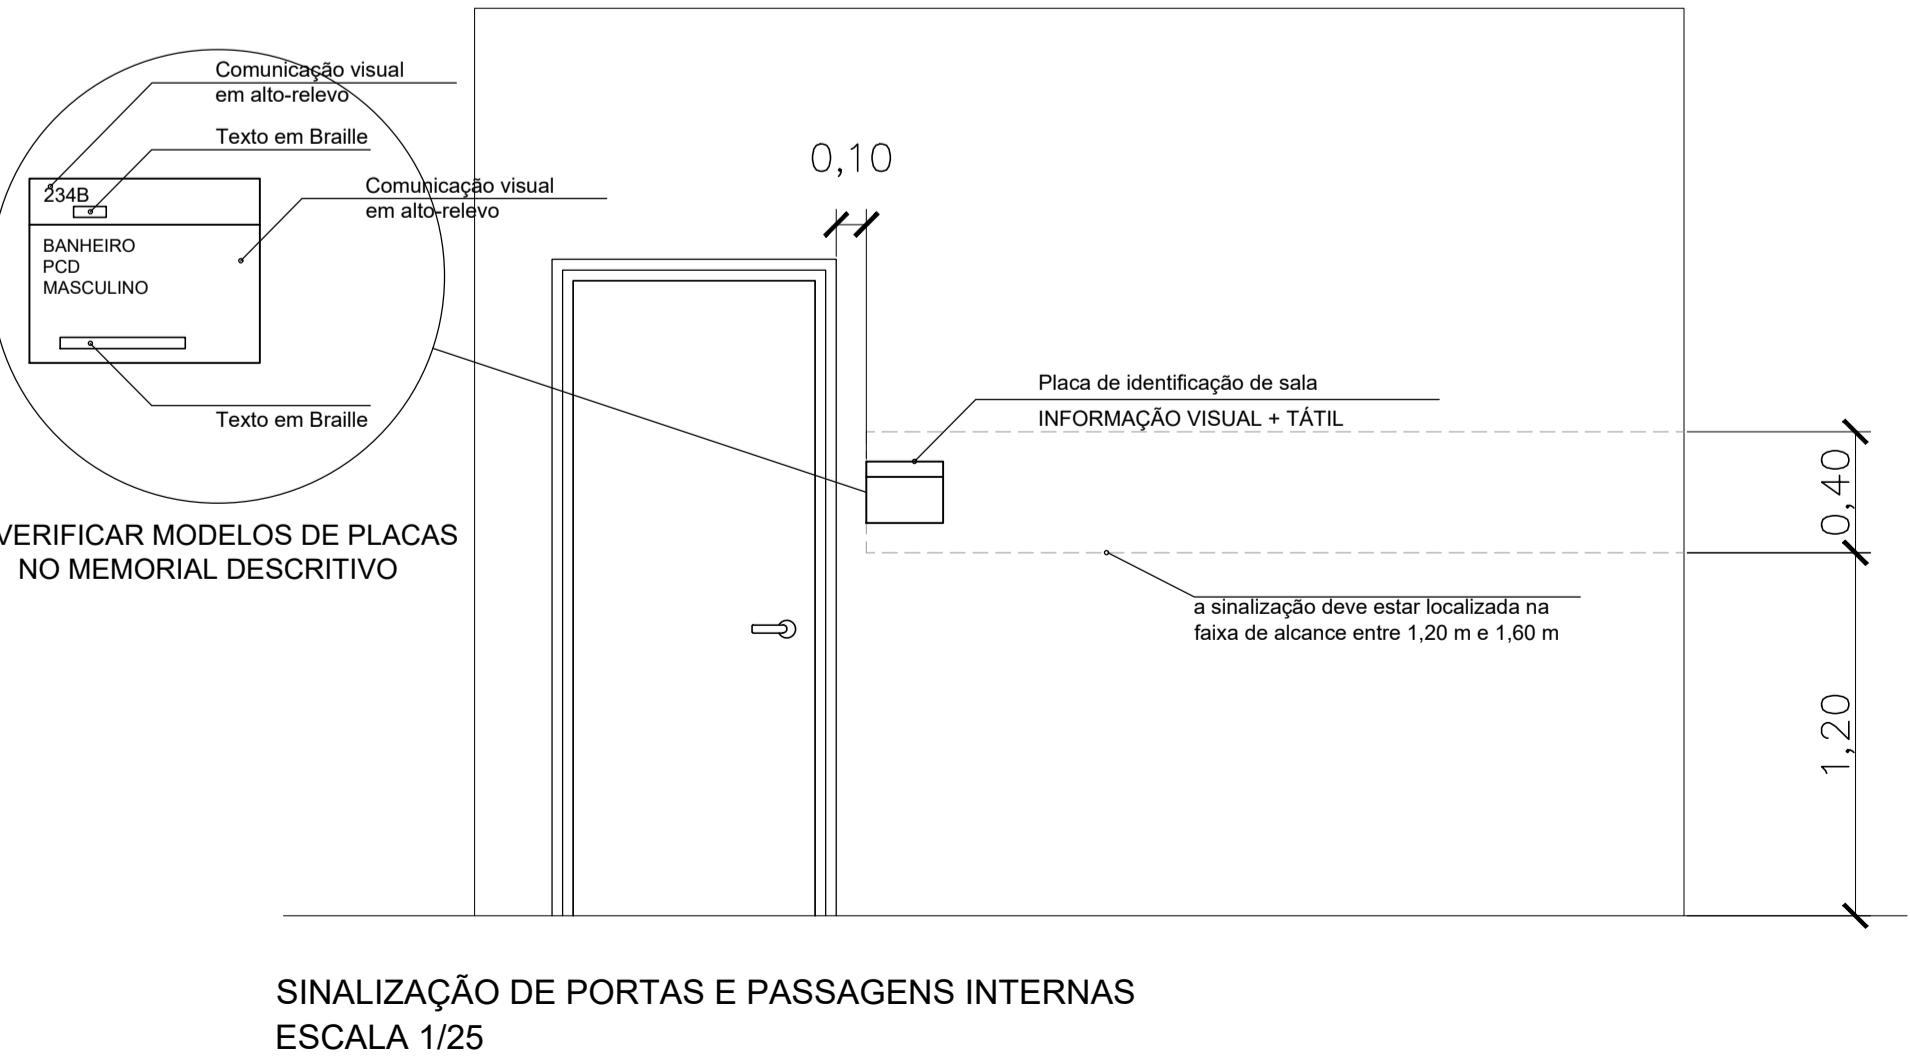 Comunicação visual
em alto-relevo
Texto em Braille
234B
Comunicação visual
em alto-relevo
BANHEIRO
PCD
MASCULINO
Texto em Braille
VERIFICAR MODELOS DE PLACAS
NO MEMORIAL DESCRITIVO
0,10
Placa de identificação de sala
INFORMAÇÃO VISUAL + TÁTIL
0,40
a sinalização deve estar localizada na
faixa de alcance entre 1,20 m e 1,60 m
1,20
SINALIZAÇÃO DE PORTAS E PASSAGENS INTERNAS
ESCALA 1/25